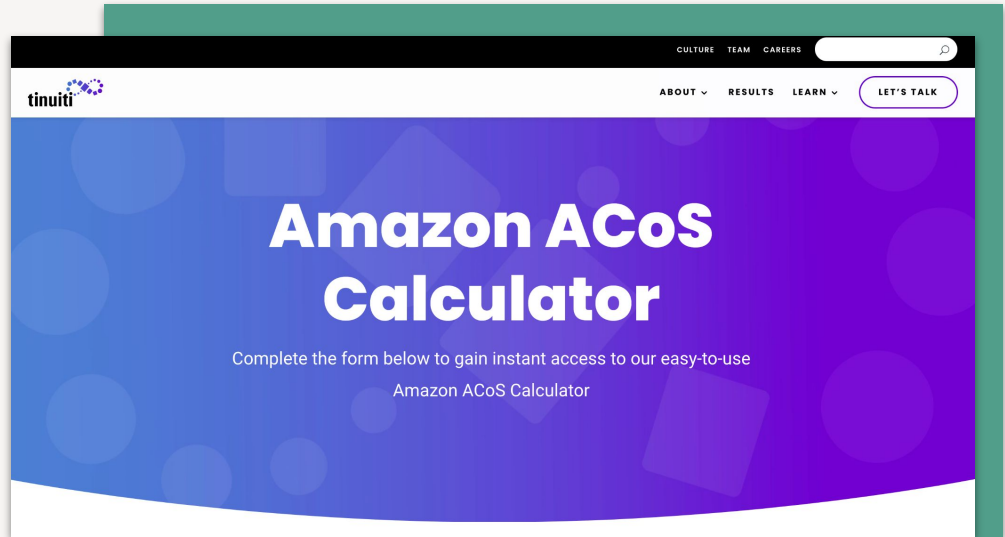 CULTURE TEAM CAREERS
tinuiti
ABOUT RESULTS LEARN LET'S TALK
Amazon ACoS
Calculator
Complete the form below to gain instant access to our easy-to-use
Amazon ACoS Calculator